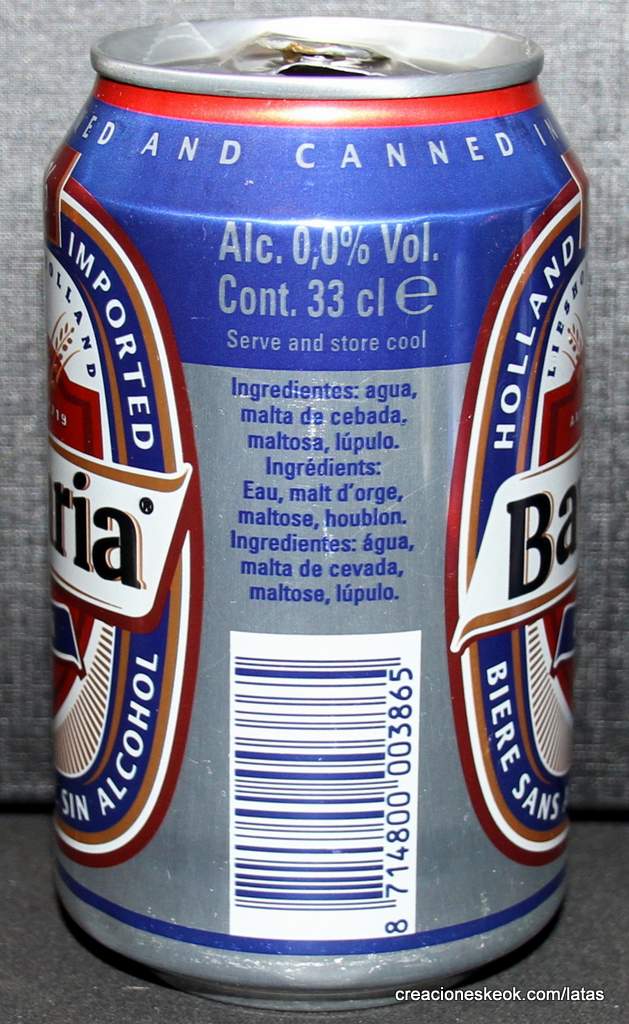 AND CANNED
Alc. 0,0% Vol.
Cont. 33 cl e
Serve and store cool
Ingredientes: agua,
malta de cebada,
maltosa, lúpulo.
Ingrédients:
Eau, malt d'orge,
maltose, houblon.
Ingredientes: água,
malta de cevada,
maltose, lúpulo.
8 714800 003865
IMPORTED
HOLLAND
19
ria®
SIN ALCOHOL
HOLLAND
Ba
BIERE SANS
creacioneskeok.com/latas